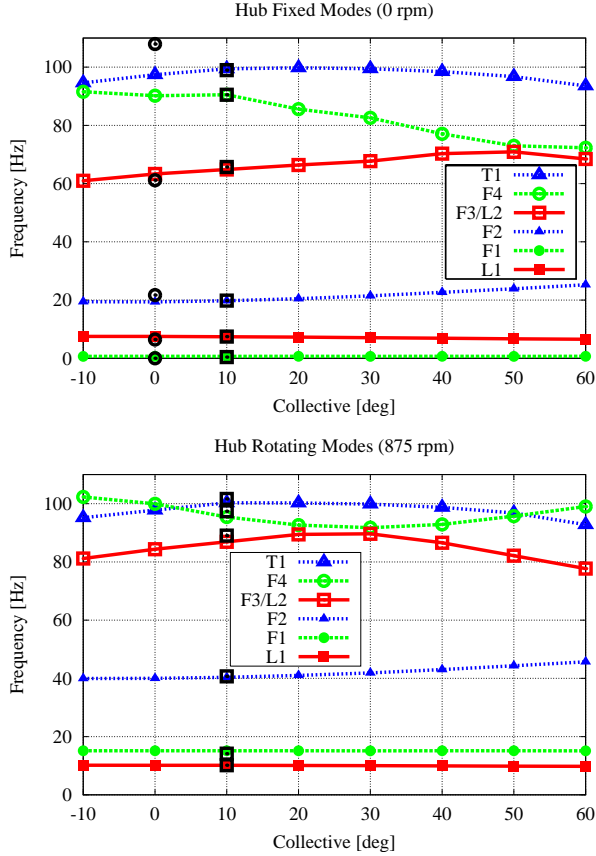 Hub Fixed Modes (0 rpm)
100
80
60
40
20
0
Frequency [Hz]
T1
F4
F3/L2
F2
F1
L1
-10 0 10 20 30 40 50 60
Collective [deg]
Hub Rotating Modes (875 rpm)
100
80
60
40
20
0
Frequency [Hz]
T1
F4
F3/L2
F2
F1
L1
-10 0 10 20 30 40 50 60
Collective [deg]